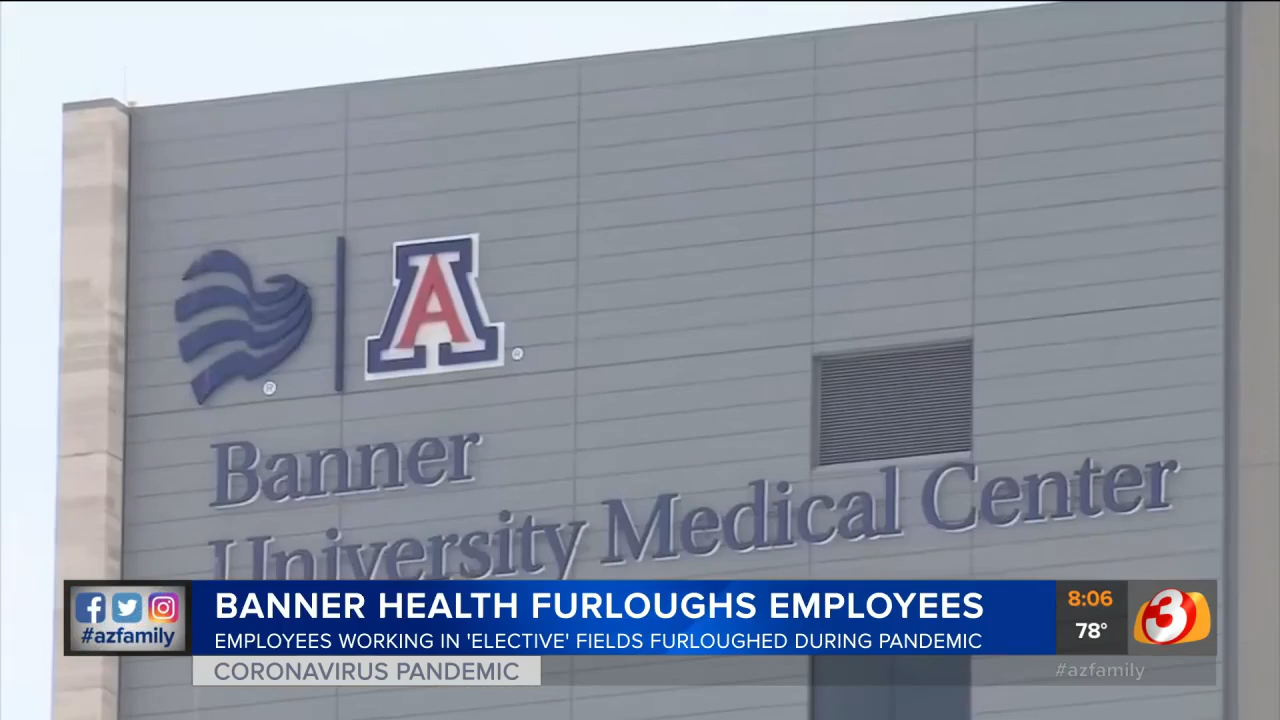 A
®
®
Banner
University Medical Center
BANNER HEALTH FURLOUGHS EMPLOYEES
8:06
EMPLOYEES WORKING IN 'ELECTIVE' FIELDS FURLOUGHED DURING PANDEMIC
78°
3
#azfamily
CORONAVIRUS PANDEMIC
#azfamily